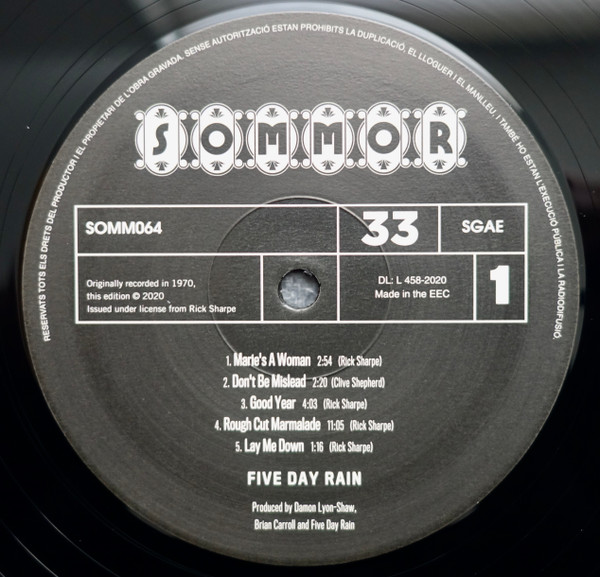 RESERVATS TOTS ELS DRETS DEL PRODUCTOR I EL PROPIETARI DE L'OBRA GRAVADA. SENSE AUTORITZACIÓ ESTAN PROHIBITS LA DUPLICACIÓ, EL LLOGUER I EL MANLLEU, I TAMBÉ HO ESTAN L'EXECUCIÓ PÚBLICA I LA RADIODIFUSIÓ.
SOMMOR
SOMM064
33
SGAE
Originally recorded in 1970,
this edition © 2020
Issued under license from Rick Sharpe
DL: L 458-2020
Made in the EEC
1
1. Marie's A Woman 2:54 (Rick Sharpe)
2. Don't Be Mislead 2:20 (Clive Shepherd)
3. Good Year 4:03 (Rick Sharpe)
4. Rough Cut Marmalade 11:05 (Rick Sharpe)
5. Lay Me Down 1:16 (Rick Sharpe)
FIVE DAY RAIN
Produced by Damon Lyon-Shaw,
Brian Carroll and Five Day Rain